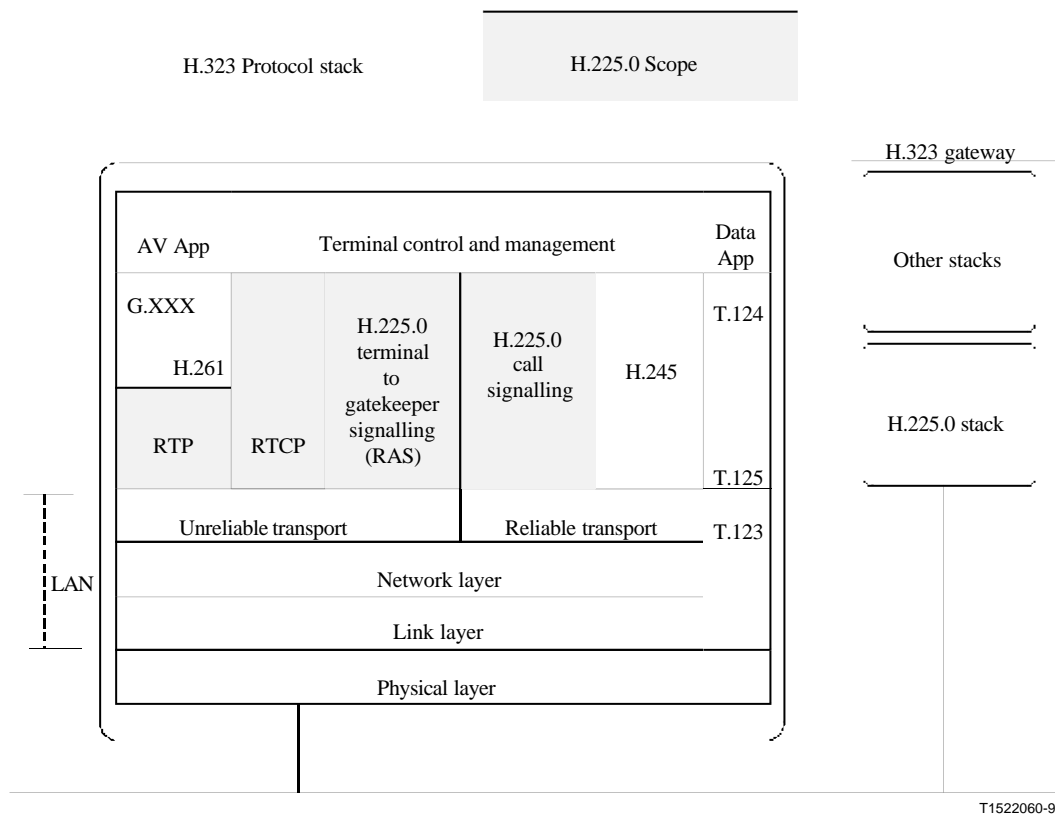 H.323 Protocol stack
H.225.0 Scope
H.323 gateway
AV App
Terminal control and management
Data
App
Other stacks
G.XXX
H.261
RTP
RTCP
H.225.0
terminal
to
gatekeeper
signalling
(RAS)
H.225.0
call
signalling
H.245
T.124
T.125
H.225.0 stack
Unreliable transport
Reliable transport
T.123
LAN
Network layer
Link layer
Physical layer
T1522060-9